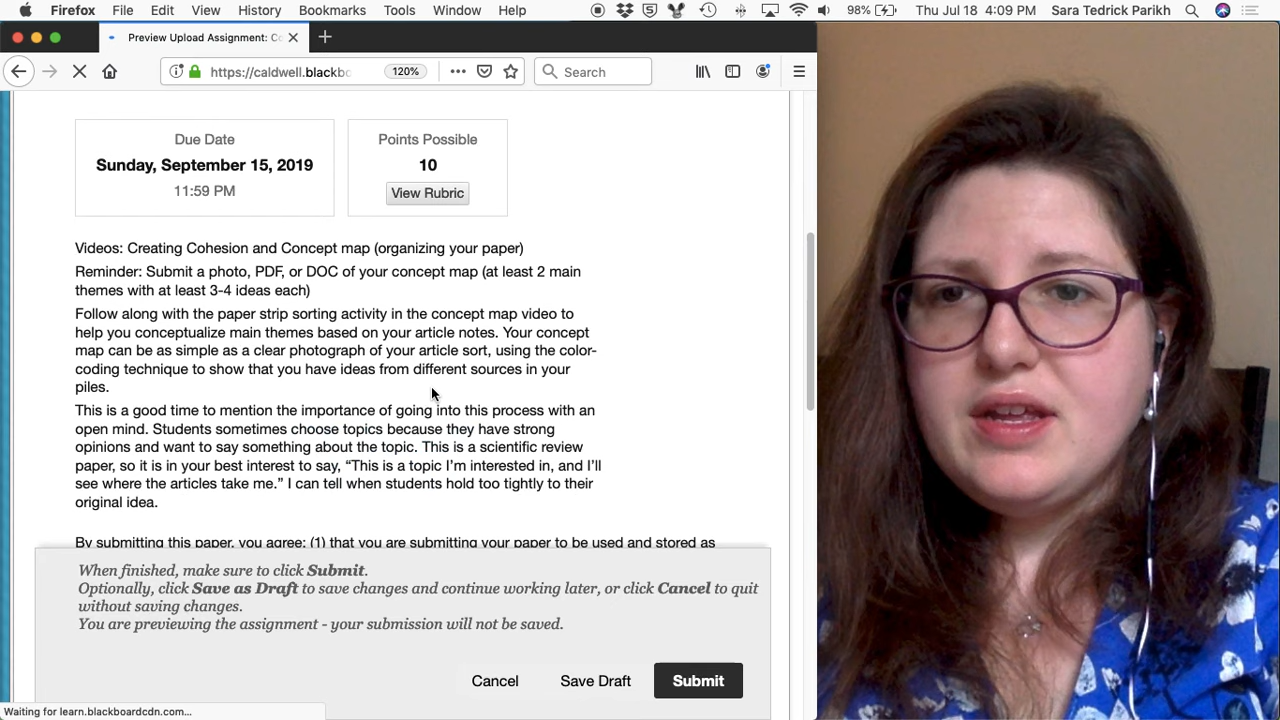 Firefox File Edit View History Bookmarks Tools Window Help 98% Thu Jul 18 4:09 PM Sara Tedrick Parikh
Preview Upload Assignment: Co
https://caldwell.blackbo 120% Search
Due Date
Sunday, September 15, 2019
11:59 PM
Points Possible
10
View Rubric
Videos: Creating Cohesion and Concept map (organizing your paper)
Reminder: Submit a photo, PDF, or DOC of your concept map (at least 2 main
themes with at least 3-4 ideas each)
Follow along with the paper strip sorting activity in the concept map video to
help you conceptualize main themes based on your article notes. Your concept
map can be as simple as a clear photograph of your article sort, using the color-
coding technique to show that you have ideas from different sources in your
piles.
This is a good time to mention the importance of going into this process with an
open mind. Students sometimes choose topics because they have strong
opinions and want to say something about the topic. This is a scientific review
paper, so it is in your best interest to say, “This is a topic I’m interested in, and I’ll
see where the articles take me.” I can tell when students hold too tightly to their
original idea.
By submitting this paper, you agree: (1) that you are submitting your paper to be used and stored as
When finished, make sure to click Submit.
Optionally, click Save as Draft to save changes and continue working later, or click Cancel to quit
without saving changes.
You are previewing the assignment - your submission will not be saved.
Cancel Save Draft Submit
Waiting for learn.blackboardcdn.com...